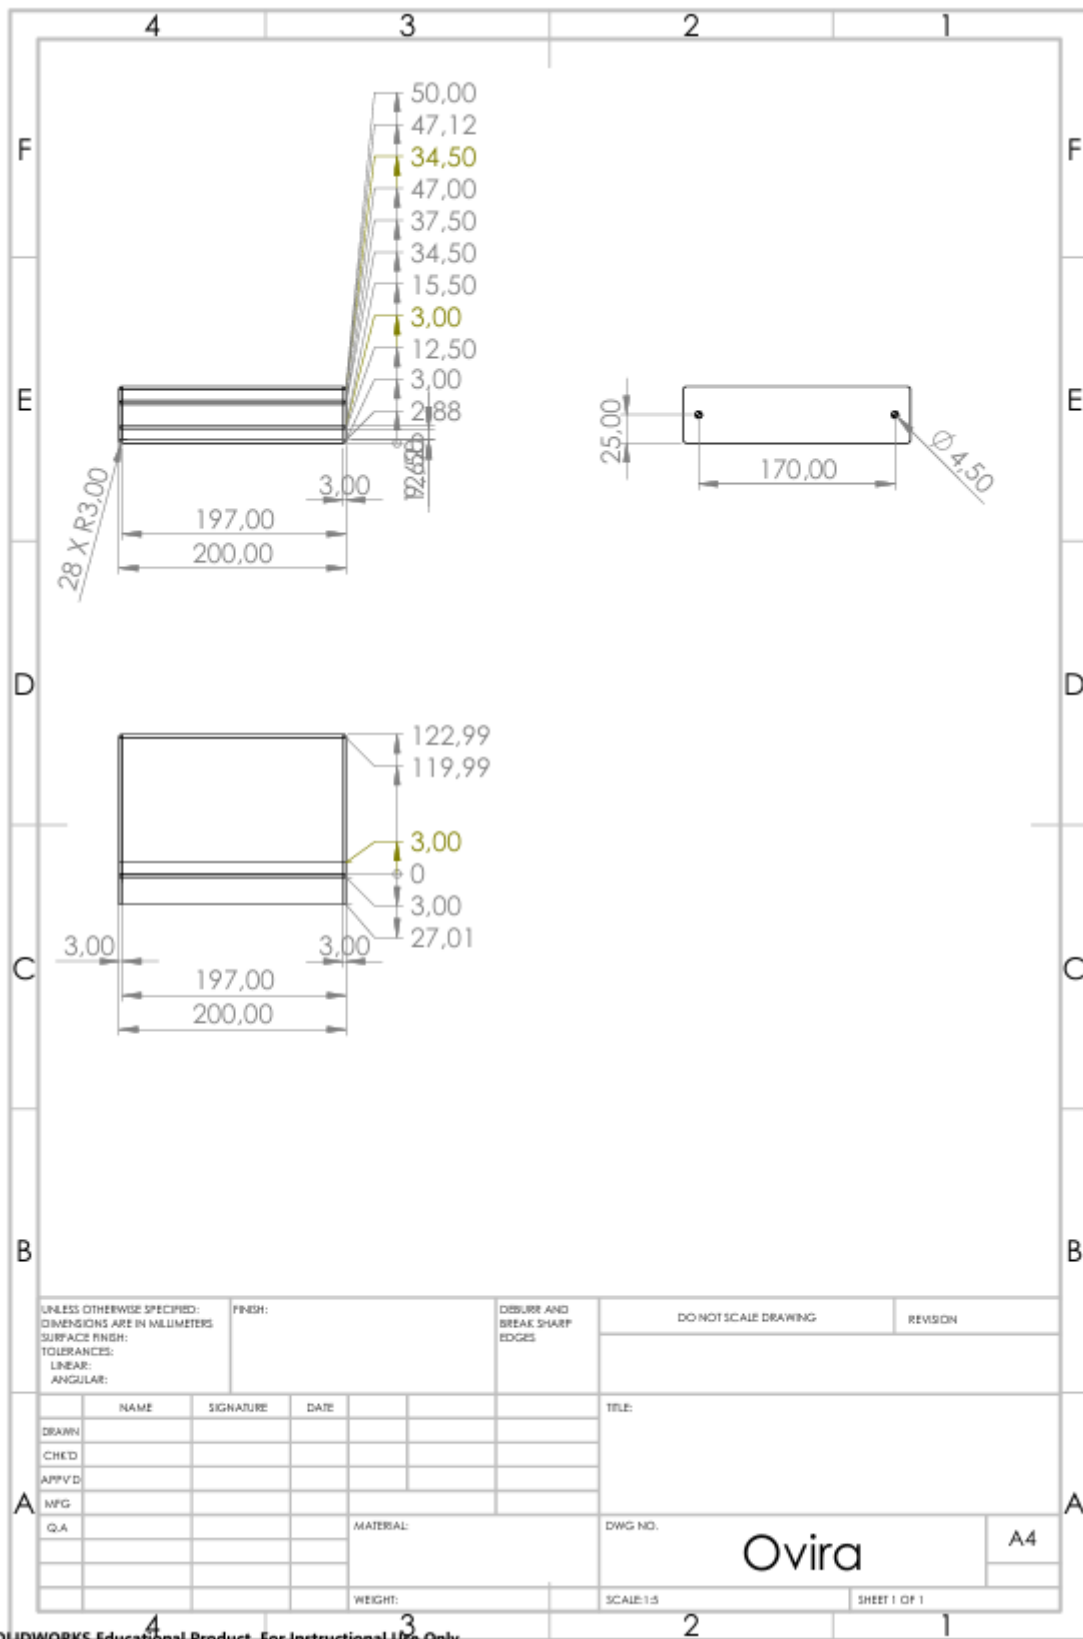 4 3 2 1
F F
50,00
47,12
34,50
47,00
37,50
34,50
15,50
3,00
12,50
3,00
2,88
E E
25,00
170,00
Ø 4,50
3,00
197,00
200,00
28 X R3,00
D D
122,99
119,99
3,00
0
3,00
27,01
3,00 3,00
C C
197,00
200,00
B B
UNLESS OTHERWISE SPECIFIED:
DIMENSIONS ARE IN MILLIMETERS
SURFACE FINISH:
TOLERANCES:
LINEAR:
ANGULAR:
FINISH:
DEBURR AND
BREAK SHARP
EDGES
DO NOT SCALE DRAWING
REVISION
NAME SIGNATURE DATE
TITLE:
DRAWN
CHK'D
APPV'D
A A
MFG
Q.A
MATERIAL:
DWG NO.
Ovira
A4
WEIGHT:
SCALE:1:5
SHEET 1 OF 1
4 3 2 1
Educational Product. For Instructional Use Only.